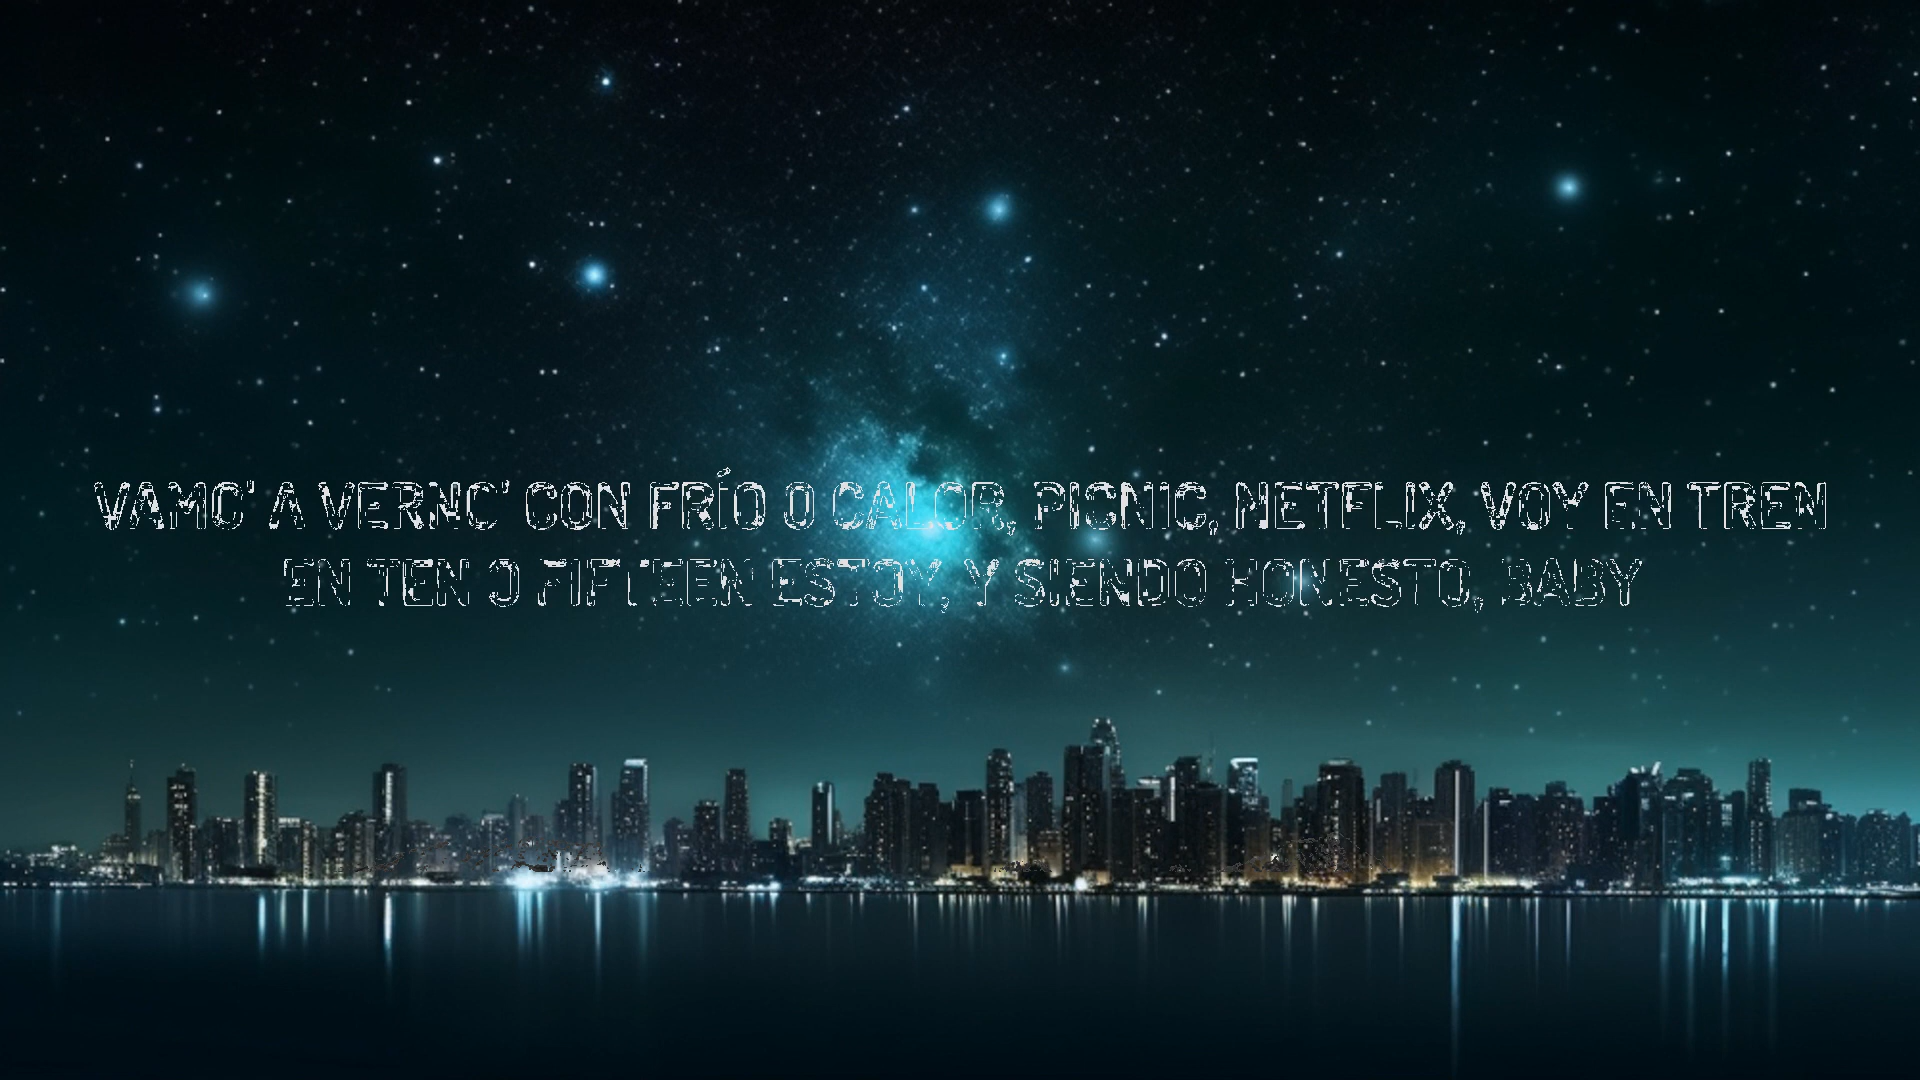 VAMO' A VERNO' CON FRÍO O CALOR, PICNIC, NETFLIX, VOY EN TREN
EN TEN O FIFTEEN ESTOY, Y SIENDO HONESTO, BABY